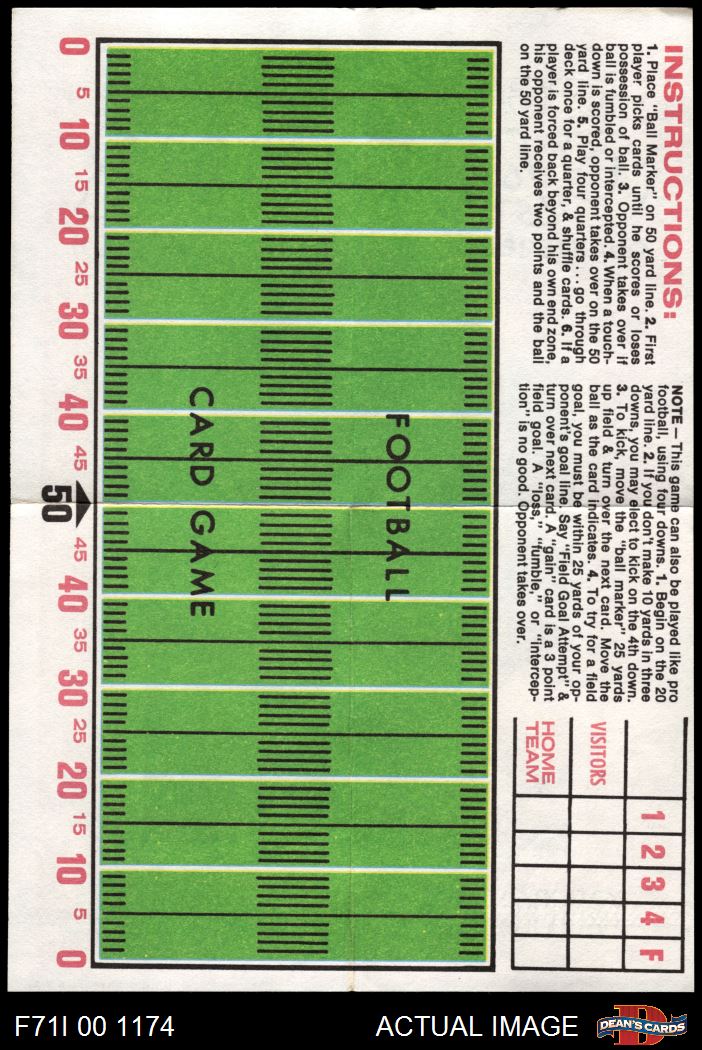 INSTRUCTIONS:
1. Place "Ball Marker" on 50 yard line. 2. First
player picks cards until he scores or loses
possession of ball. 3. Opponent takes over if
ball is fumbled or intercepted. 4. When a touch-
down is scored, opponent takes over on the 50
yard line. 5. Play four quarters . . . go through
deck once for a quarter, & shuffle cards. 6. If a
player is forced back beyond his own end zone,
his opponent receives two points and the ball
on the 50 yard line.
NOTE — This game can also be played like pro
football, using four downs. 1. Begin on the 20
yard line. 2. If you don't make 10 yards in three
downs, you may elect to kick on the 4th down.
3. To kick, move the "ball marker" 25 yards
up field & turn over the next card. Move the
ball as the card indicates. 4. To try for a field
goal, you must be within 25 yards of your op-
ponent's goal line. Say "Field Goal Attempt" &
turn over next card. A "gain" card is a 3 point
field goal. A "loss," "fumble," or "intercep-
tion" is no good. Opponent takes over.
1 2 3 4 F
VISITORS
HOME
TEAM
FOOTBALL
CARD GAME
0 5 10 15 20 25 30 35 40 45 50 45 40 35 30 25 20 15 10 5 0
F71I 00 1174
ACTUAL IMAGE
D
DEAN'S CARDS